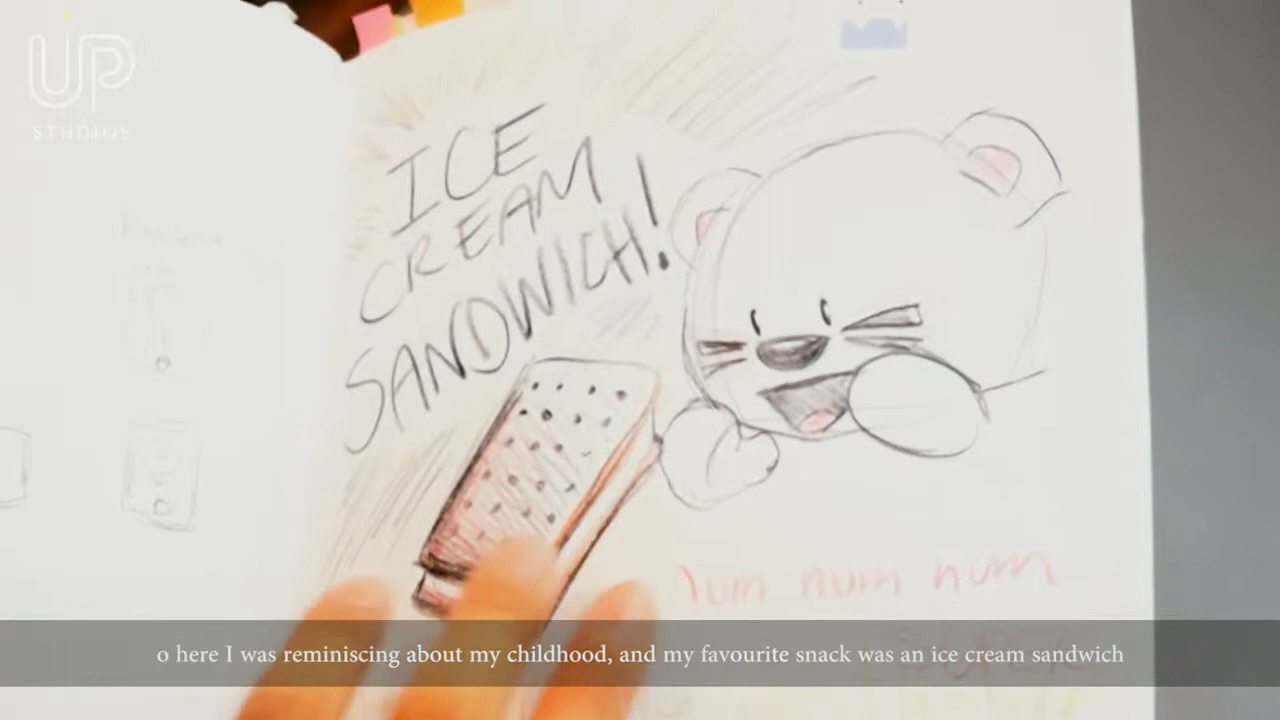 UP
STUDIOS
ICE
CREAM
SANDWICH!
num num num
o here I was reminiscing about my childhood, and my favourite snack was an ice cream sandwich